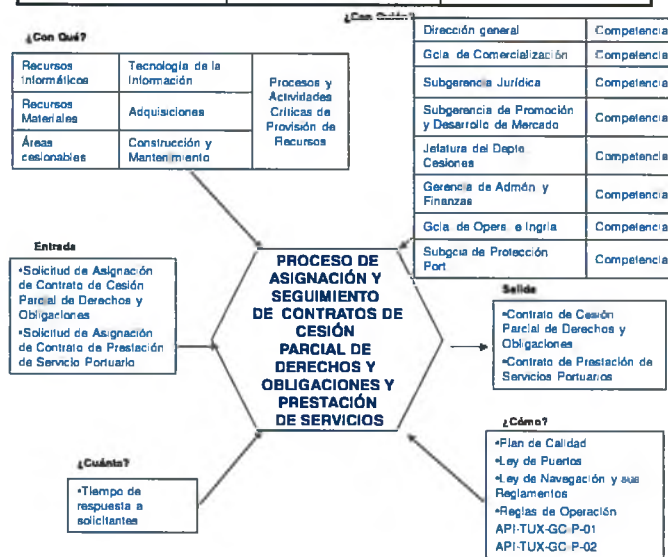 ¿Con Qué?
Recursos
Informáticos
Tecnología de la
Información
Recursos
Materiales
Adquisiciones
Áreas
cesionables
Construcción y
Mantenimiento
Procesos y
Actividades
Críticas de
Provisión de
Recursos
¿Con Quién?
Dirección general
Competencia
Gcia de Comercialización
Competencia
Subgerencia Jurídica
Competencia
Subgerencia de Promoción
y Desarrollo de Mercado
Competencia
Jefatura del Depto
Cesiones
Competencia
Gerencia de Admón y
Finanzas
Competencia
Gcia de Opers e Ingría
Competencia
Subgcia de Protección
Port
Competencia
Entrada
•Solicitud de Asignación
de Contrato de Cesión
Parcial de Derechos y
Obligaciones
•Solicitud de Asignación
de Contrato de Prestación
de Servicio Portuario
PROCESO DE
ASIGNACIÓN Y
SEGUIMIENTO
DE CONTRATOS DE
CESIÓN
PARCIAL DE
DERECHOS Y
OBLIGACIONES Y
PRESTACIÓN
DE SERVICIOS
Salida
•Contrato de Cesión
Parcial de Derechos y
Obligaciones
•Contrato de Prestación de
Servicios Portuarios
¿Cuánto?
•Tiempo de
respuesta a
solicitantes
¿Cómo?
•Plan de Calidad
•Ley de Puertos
•Ley de Navegación y sus
Reglamentos
•Reglas de Operación
API-TUX-GC-P-01
API-TUX-GC-P-02